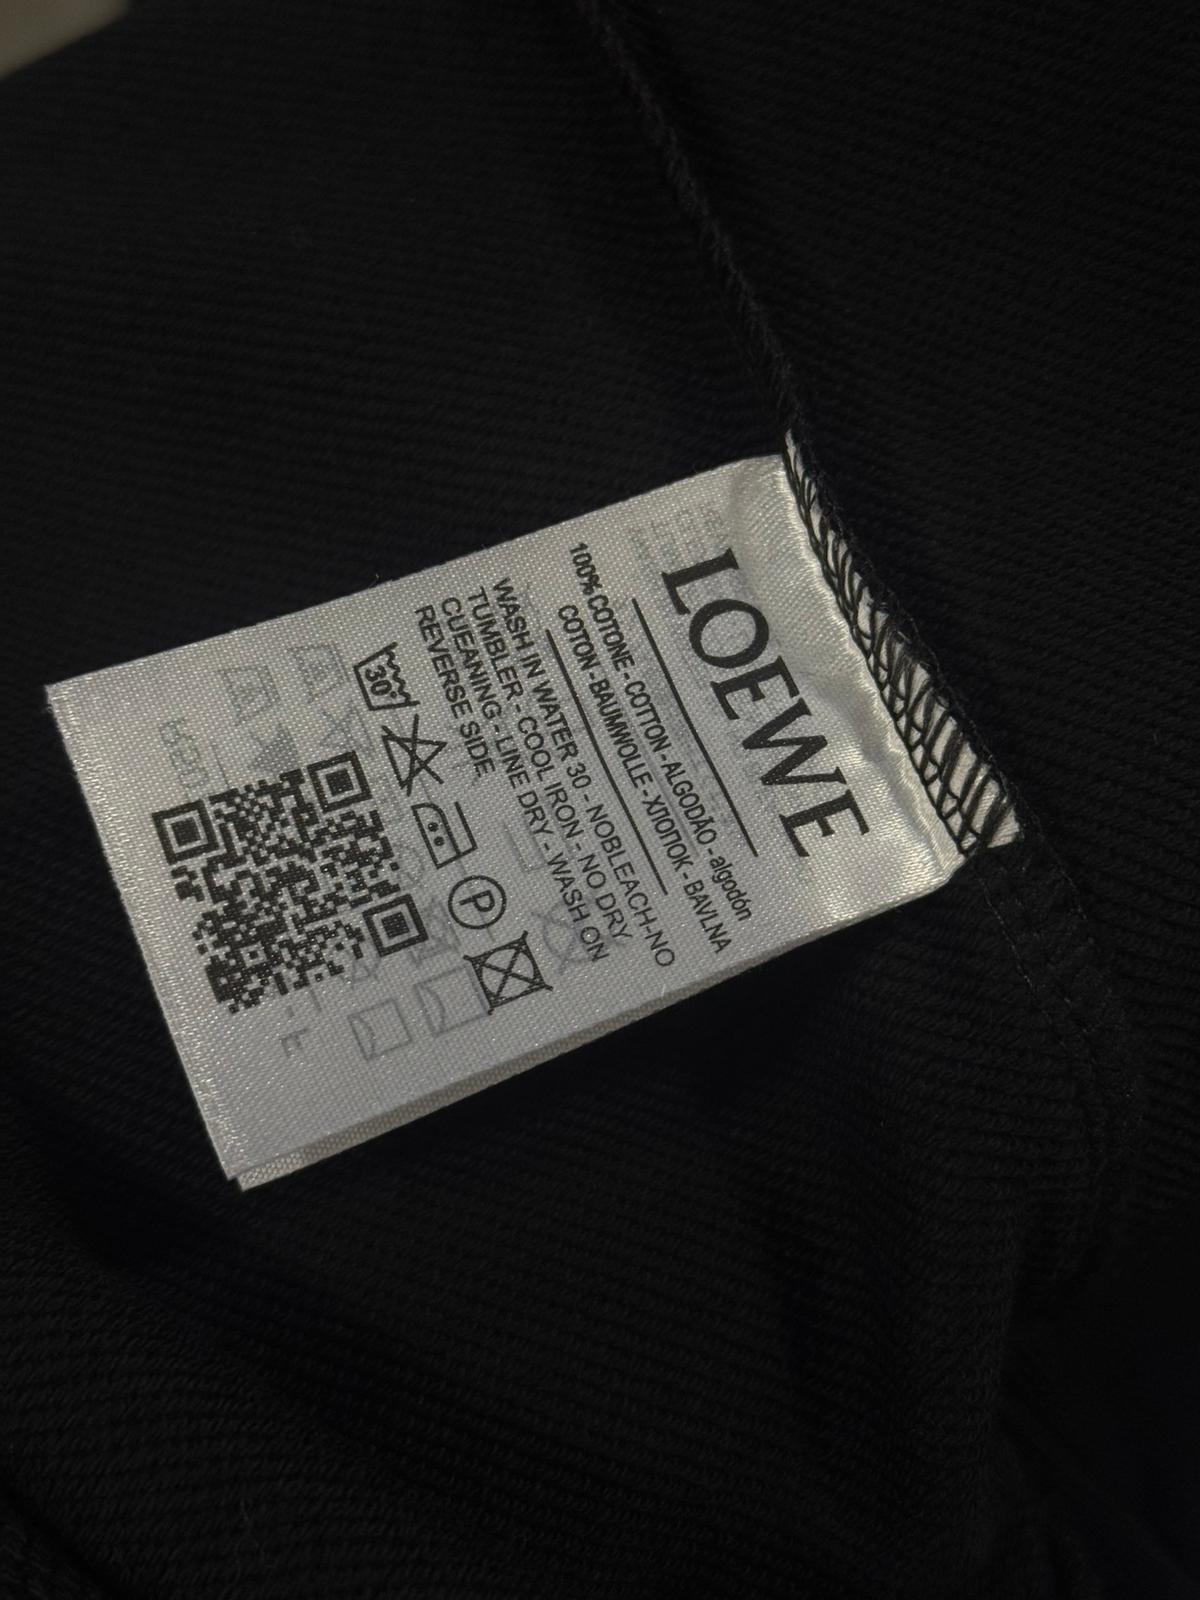 LOEWE
100% COTONE - COTTON - ALGODÃO - algodón
COTON - BAUMWOLLE - ХПОПОК - BAVLNA
WASH IN WATER 30 - NOBLEACH-NO
TUMBLER - COOL IRON - NO DRY
CUEANING - LINE DRY - WASH ON
REVERSE SIDE
30
P